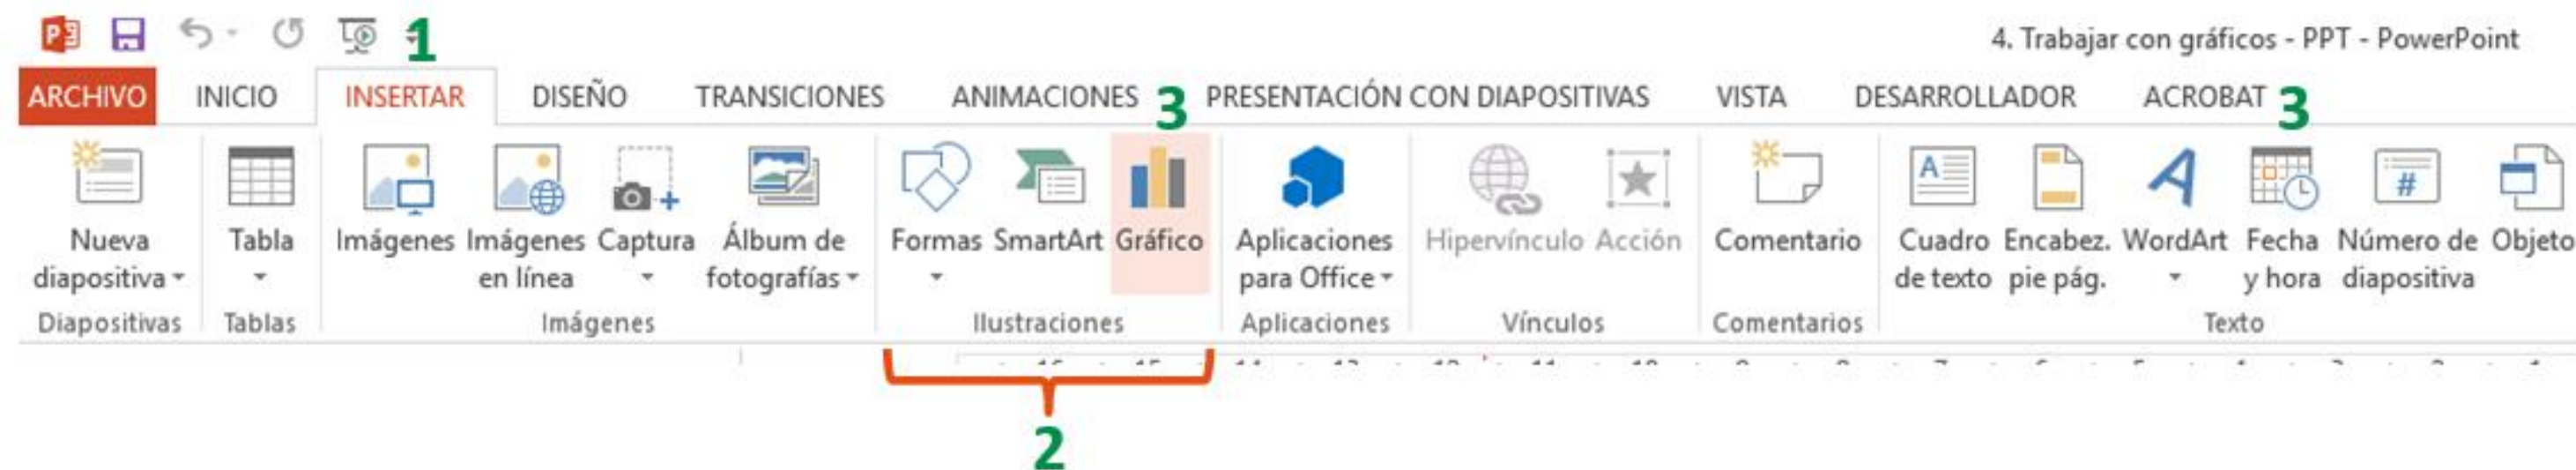 1
4. Trabajar con gráficos - PPT - PowerPoint
ARCHIVO INICIO INSERTAR DISEÑO TRANSICIONES ANIMACIONES 3 PRESENTACIÓN CON DIAPOSITIVAS VISTA DESARROLLADOR ACROBAT 3
Nueva Tabla Imágenes Imágenes Captura Álbum de Formas SmartArt Gráfico Aplicaciones Hipervínculo Acción Comentario Cuadro Encabez. WordArt Fecha Número de Objeto
diapositiva en línea fotografías para Office de texto pie pág. y hora diapositiva
Diapositivas Tablas Imágenes Ilustraciones Aplicaciones Vínculos Comentarios Texto
2